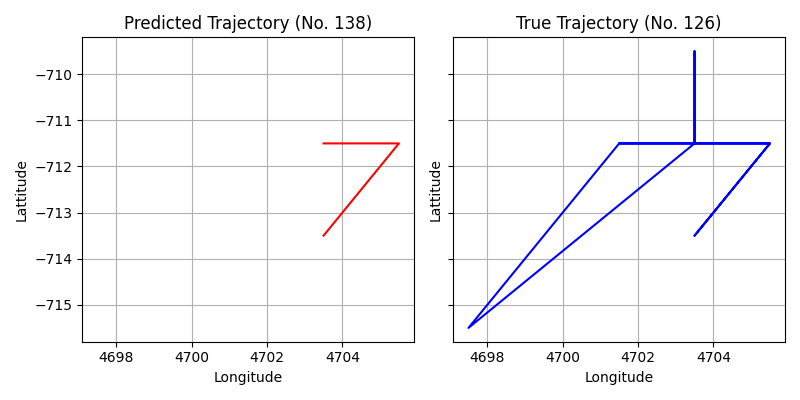 Predicted Trajectory (No. 138)
True Trajectory (No. 126)
Lattitude
−710
−711
−712
−713
−714
−715
4698
4700
4702
4704
Longitude
Lattitude
4698
4700
4702
4704
Longitude